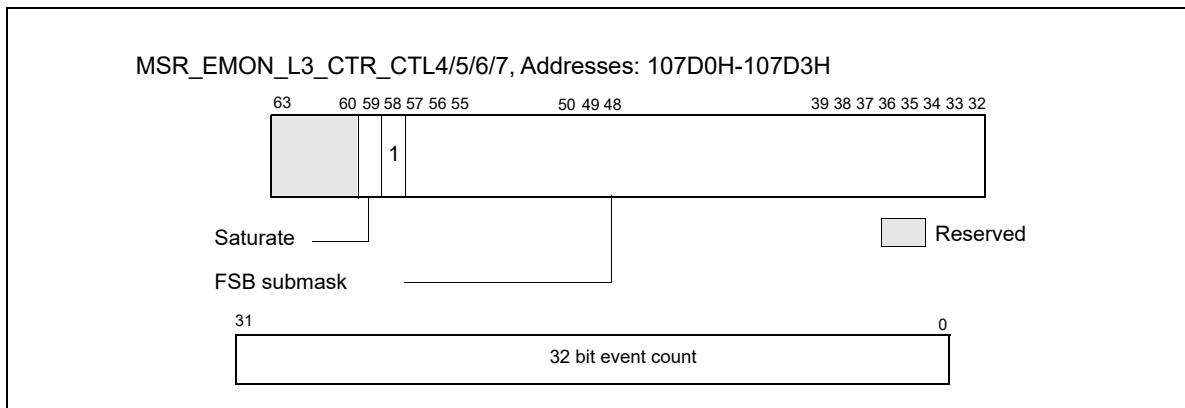 MSR_EMON_L3_CTR_CTL4/5/6/7, Addresses: 107D0H-107D3H
63 60 59 58 57 56 55 50 49 48 39 38 37 36 35 34 33 32
1
Saturate
Reserved
FSB submask
31 0
32 bit event count